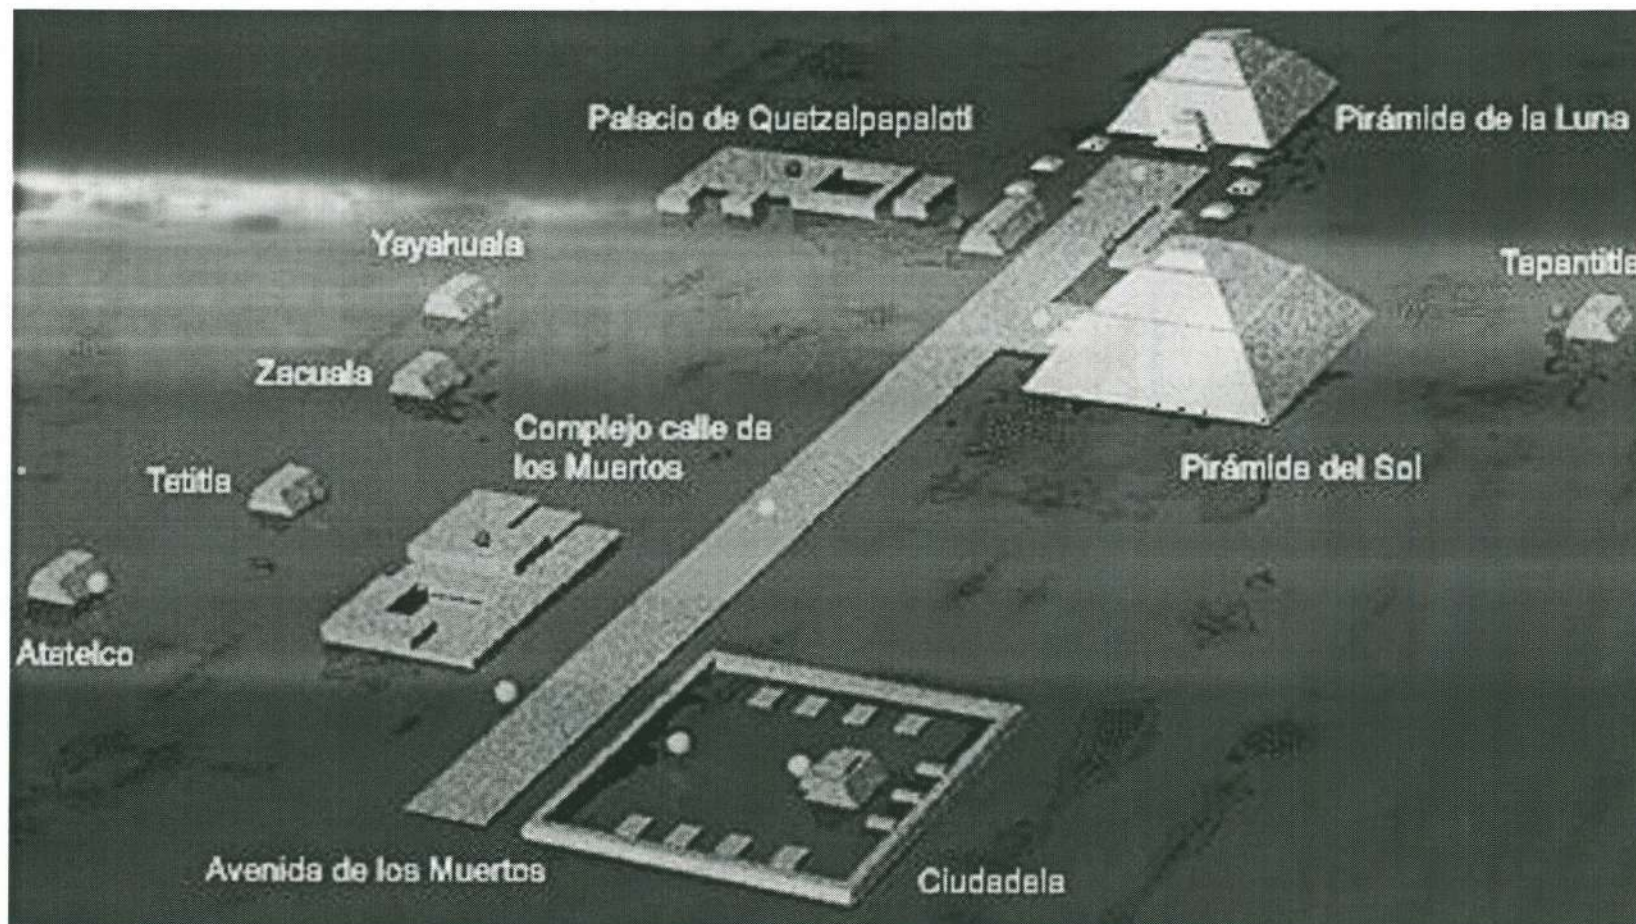 Palacio de Quetzalpapalotl
Pirámide de la Luna
Yayahuala
Tepantitla
Zacuala
Complejo calle de
los Muertos
Pirámide del Sol
Tetitla
Atetelco
Avenida de los Muertos
Ciudadela